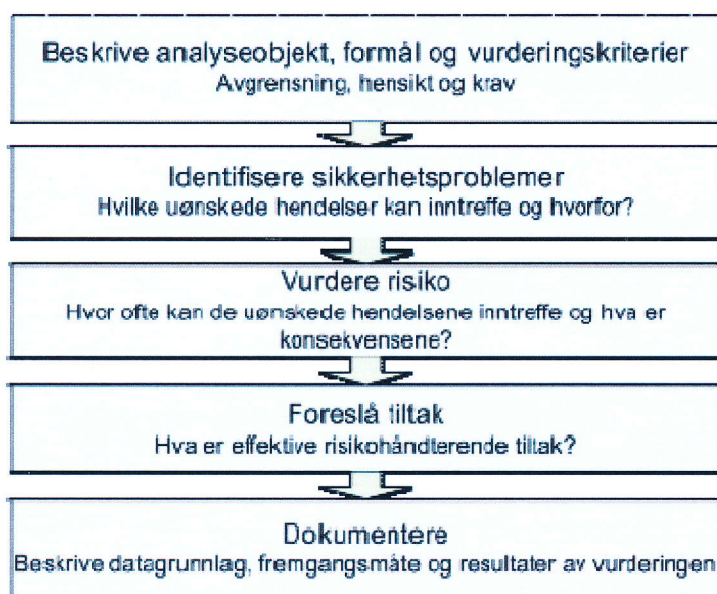 Beskrive analyseobjekt, formål og vurderingskriterier
Avgrensning, hensikt og krav
Identifisere sikkerhetsproblemer
Hvilke uønskede hendelser kan inntreffe og hvorfor?
Vurdere risiko
Hvor ofte kan de uønskede hendelsene inntreffe og hva er
konsekvensene?
Foreslå tiltak
Hva er effektive risikohåndterende tiltak?
Dokumentere
Beskrive datagrunnlag, fremgangsmåte og resultater av vurderingen